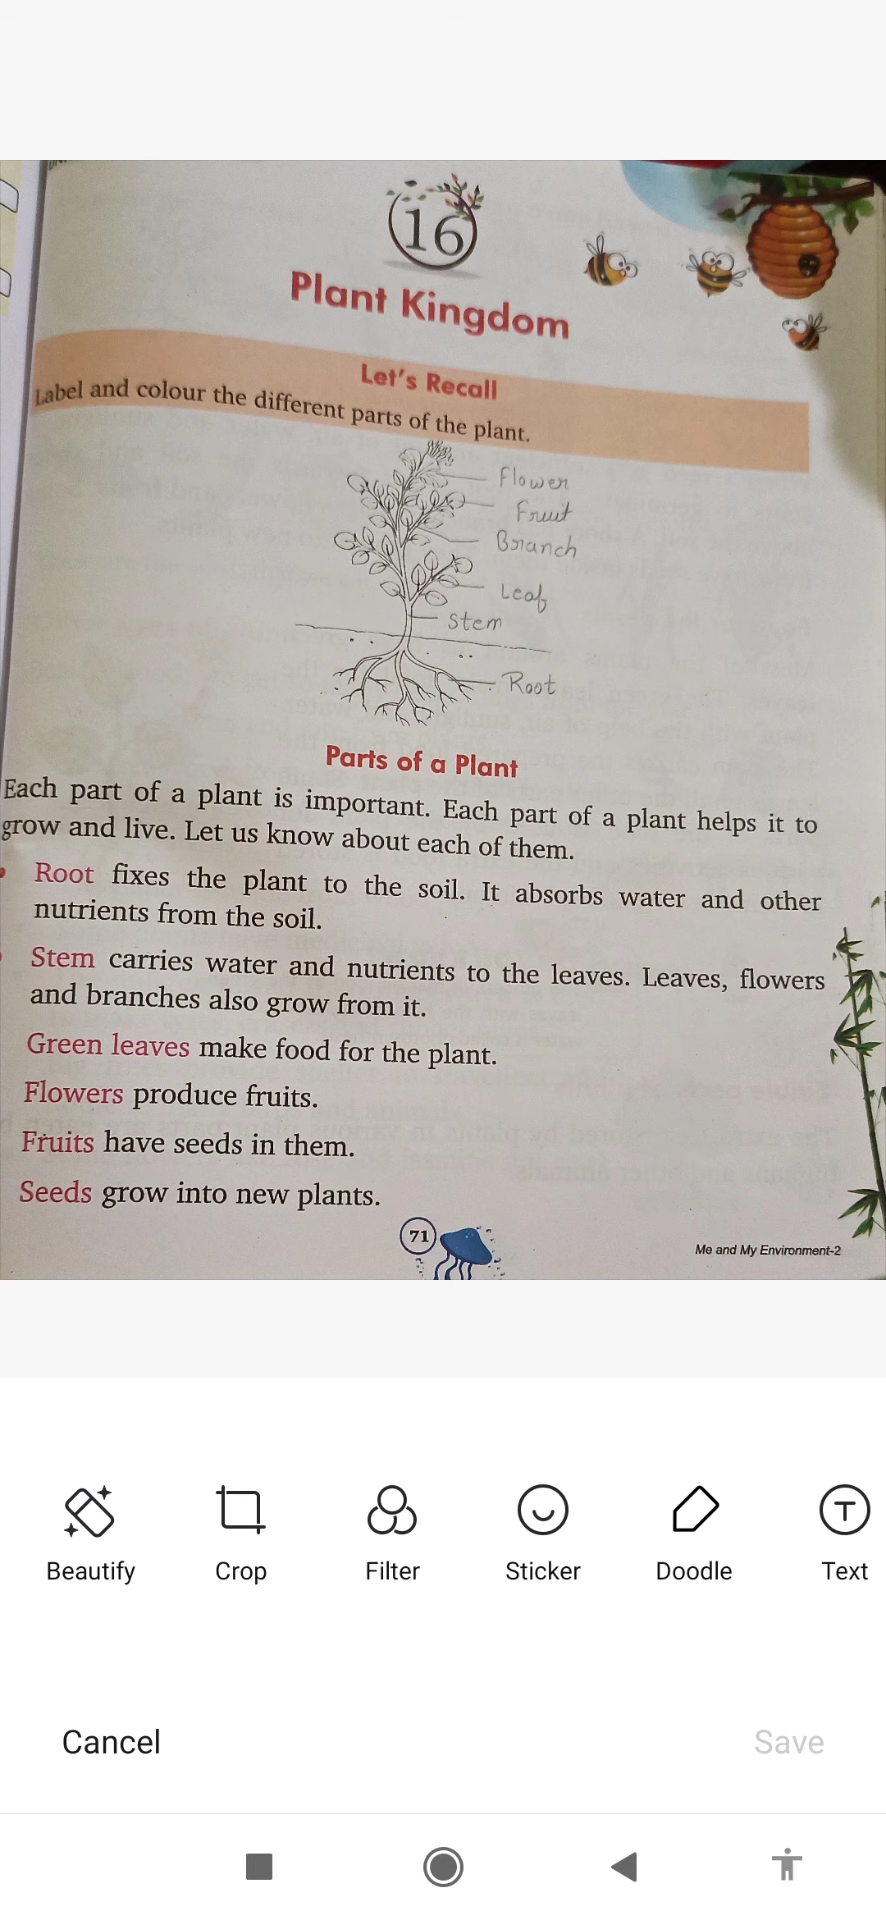 16
Plant Kingdom
Let's Recall
Label and colour the different parts of the plant.
Flower
Fruit
Branch
Leaf
Stem
Root
Parts of a Plant
Each part of a plant is important. Each part of a plant helps it to
grow and live. Let us know about each of them.
Root fixes the plant to the soil. It absorbs water and other
nutrients from the soil.
Stem carries water and nutrients to the leaves. Leaves, flowers
and branches also grow from it.
Green leaves make food for the plant.
Flowers produce fruits.
Fruits have seeds in them.
Seeds grow into new plants.
71
Me and My Environment-2
Beautify Crop Filter Sticker Doodle Text
Cancel Save